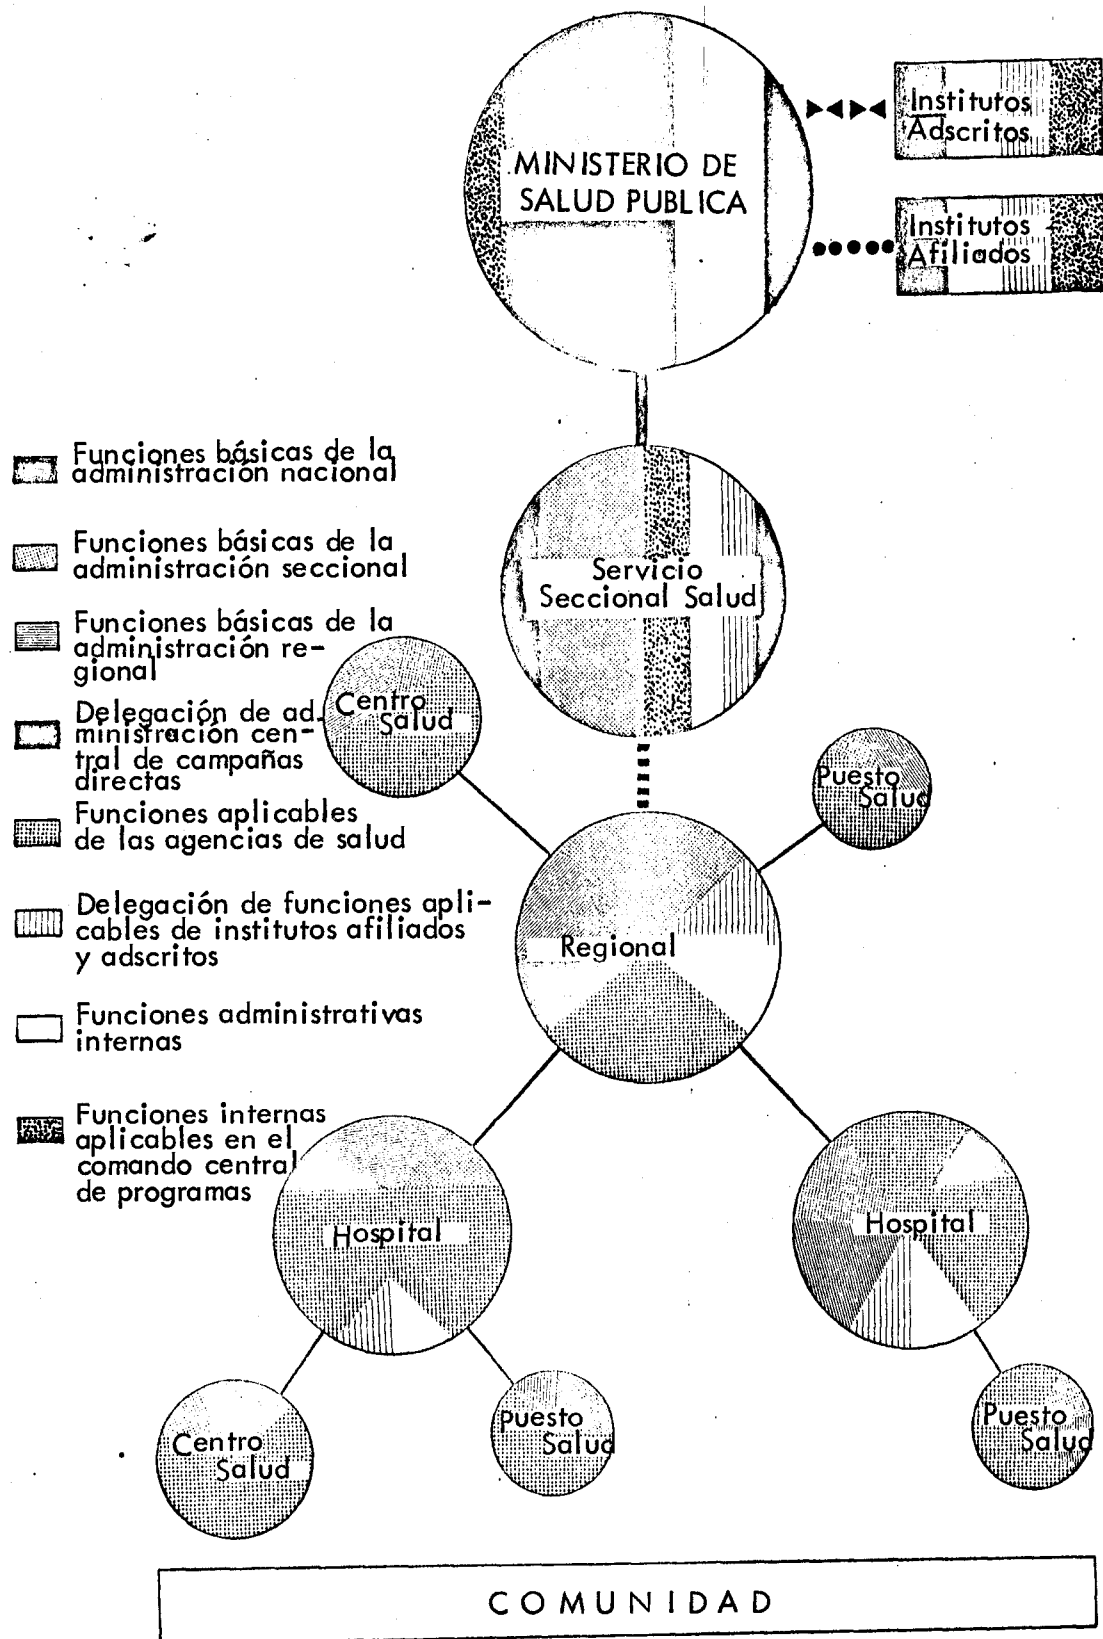 MINISTERIO DE
SALUD PUBLICA
Institutos
Adscritos
Institutos
Afiliados
Funciones básicas de la
administración nacional
Funciones básicas de la
administración seccional
Funciones básicas de la
administración re-
gional
Delegación de ad-
ministración cen-
tral de campañas
directas
Funciones aplicables
de las agencias de salud
Delegación de funciones apli-
cables de institutos afiliados
y adscritos
Funciones administrativas
internas
Funciones internas
aplicables en el
comando central
de programas
Servicio
Seccional Salud
Centro
Salud
Puesto
Salud
Regional
Hospital
Hospital
Centro
Salud
Puesto
Salud
Puesto
Salud
COMUNIDAD